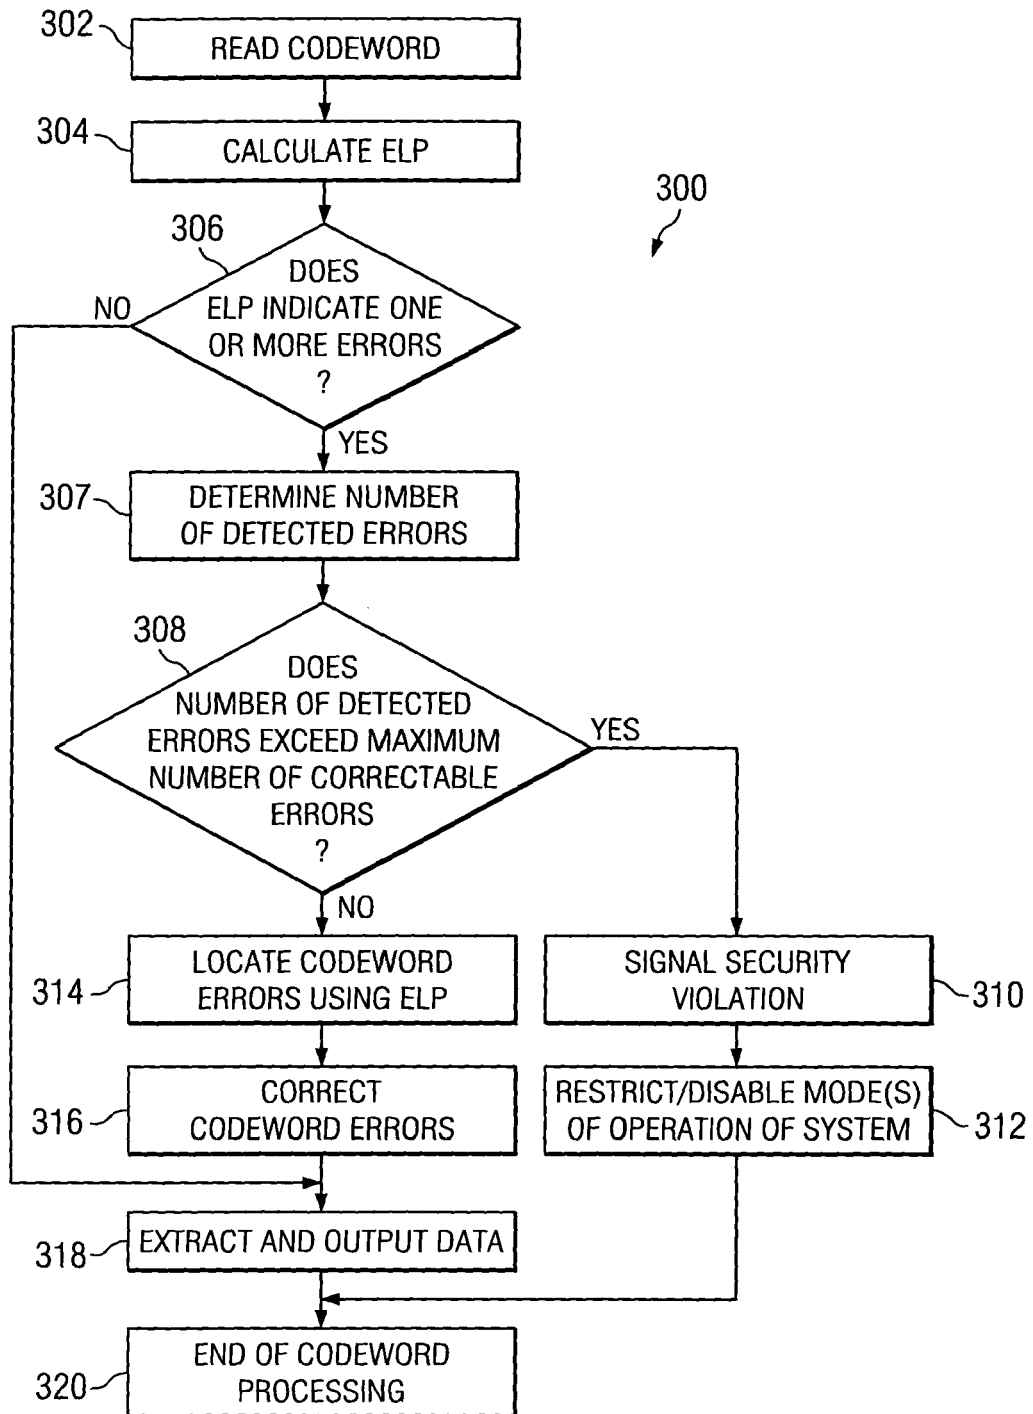 302
READ CODEWORD
304
CALCULATE ELP
300
306
DOES
ELP INDICATE ONE
OR MORE ERRORS
?
NO
YES
307
DETERMINE NUMBER
OF DETECTED ERRORS
308
DOES
NUMBER OF DETECTED
ERRORS EXCEED MAXIMUM
NUMBER OF CORRECTABLE
ERRORS
?
YES
NO
314
LOCATE CODEWORD
ERRORS USING ELP
SIGNAL SECURITY
VIOLATION
310
316
CORRECT
CODEWORD ERRORS
RESTRICT/DISABLE MODE(S)
OF OPERATION OF SYSTEM
312
318
EXTRACT AND OUTPUT DATA
320
END OF CODEWORD
PROCESSING